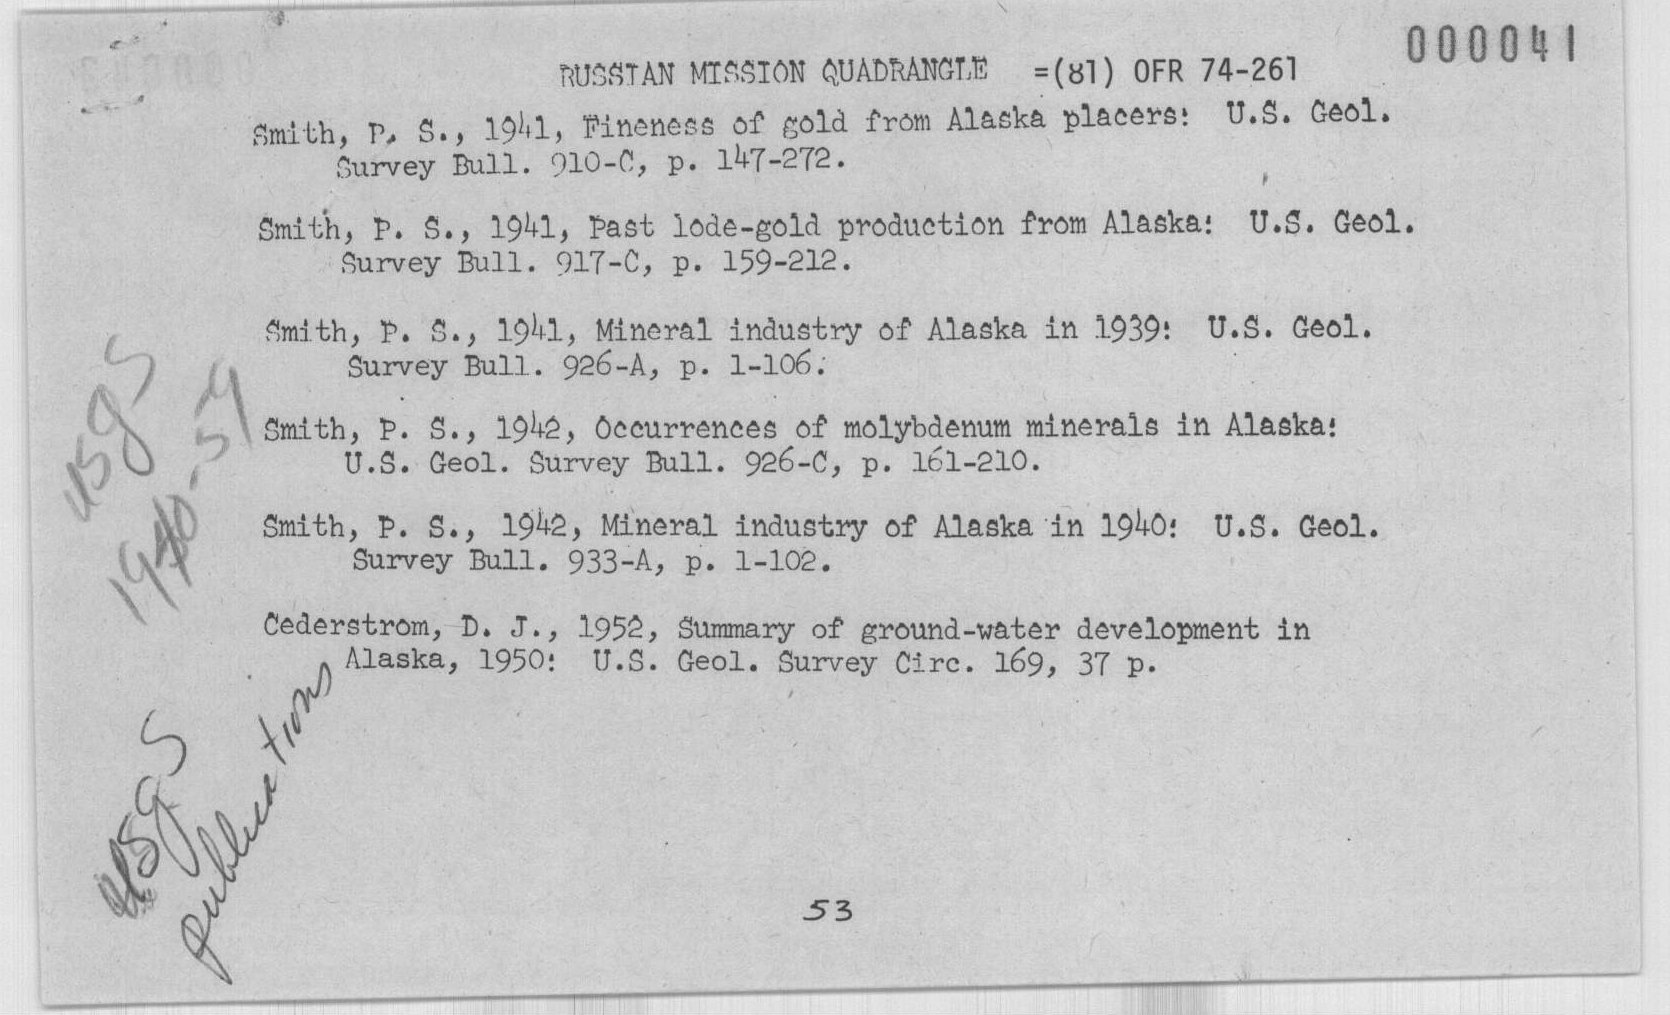 000041
RUSSIAN MISSION QUADRANGLE =(81) OFR 74-261
Smith, P. S., 1941, Fineness of gold from Alaska placers: U.S. Geol.
Survey Bull. 910-C, p. 147-272.
Smith, P. S., 1941, Past lode-gold production from Alaska: U.S. Geol.
Survey Bull. 917-C, p. 159-212.
Smith, P. S., 1941, Mineral industry of Alaska in 1939: U.S. Geol.
Survey Bull. 926-A, p. 1-106.
Smith, P. S., 1942, Occurrences of molybdenum minerals in Alaska:
U.S. Geol. Survey Bull. 926-C, p. 161-210.
Smith, P. S., 1942, Mineral industry of Alaska in 1940: U.S. Geol.
Survey Bull. 933-A, p. 1-102.
Cederstrom, D. J., 1952, Summary of ground-water development in
Alaska, 1950: U.S. Geol. Survey Circ. 169, 37 p.
usgs
1940-59
usgs
publications
53